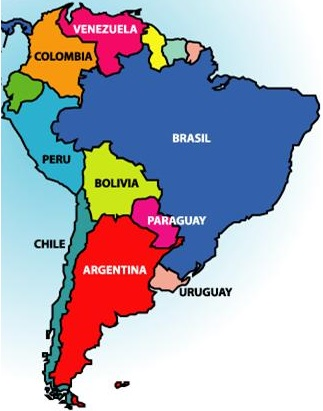 VENEZUELA
COLOMBIA
BRASIL
PERU
BOLIVIA
PARAGUAY
CHILE
ARGENTINA
URUGUAY